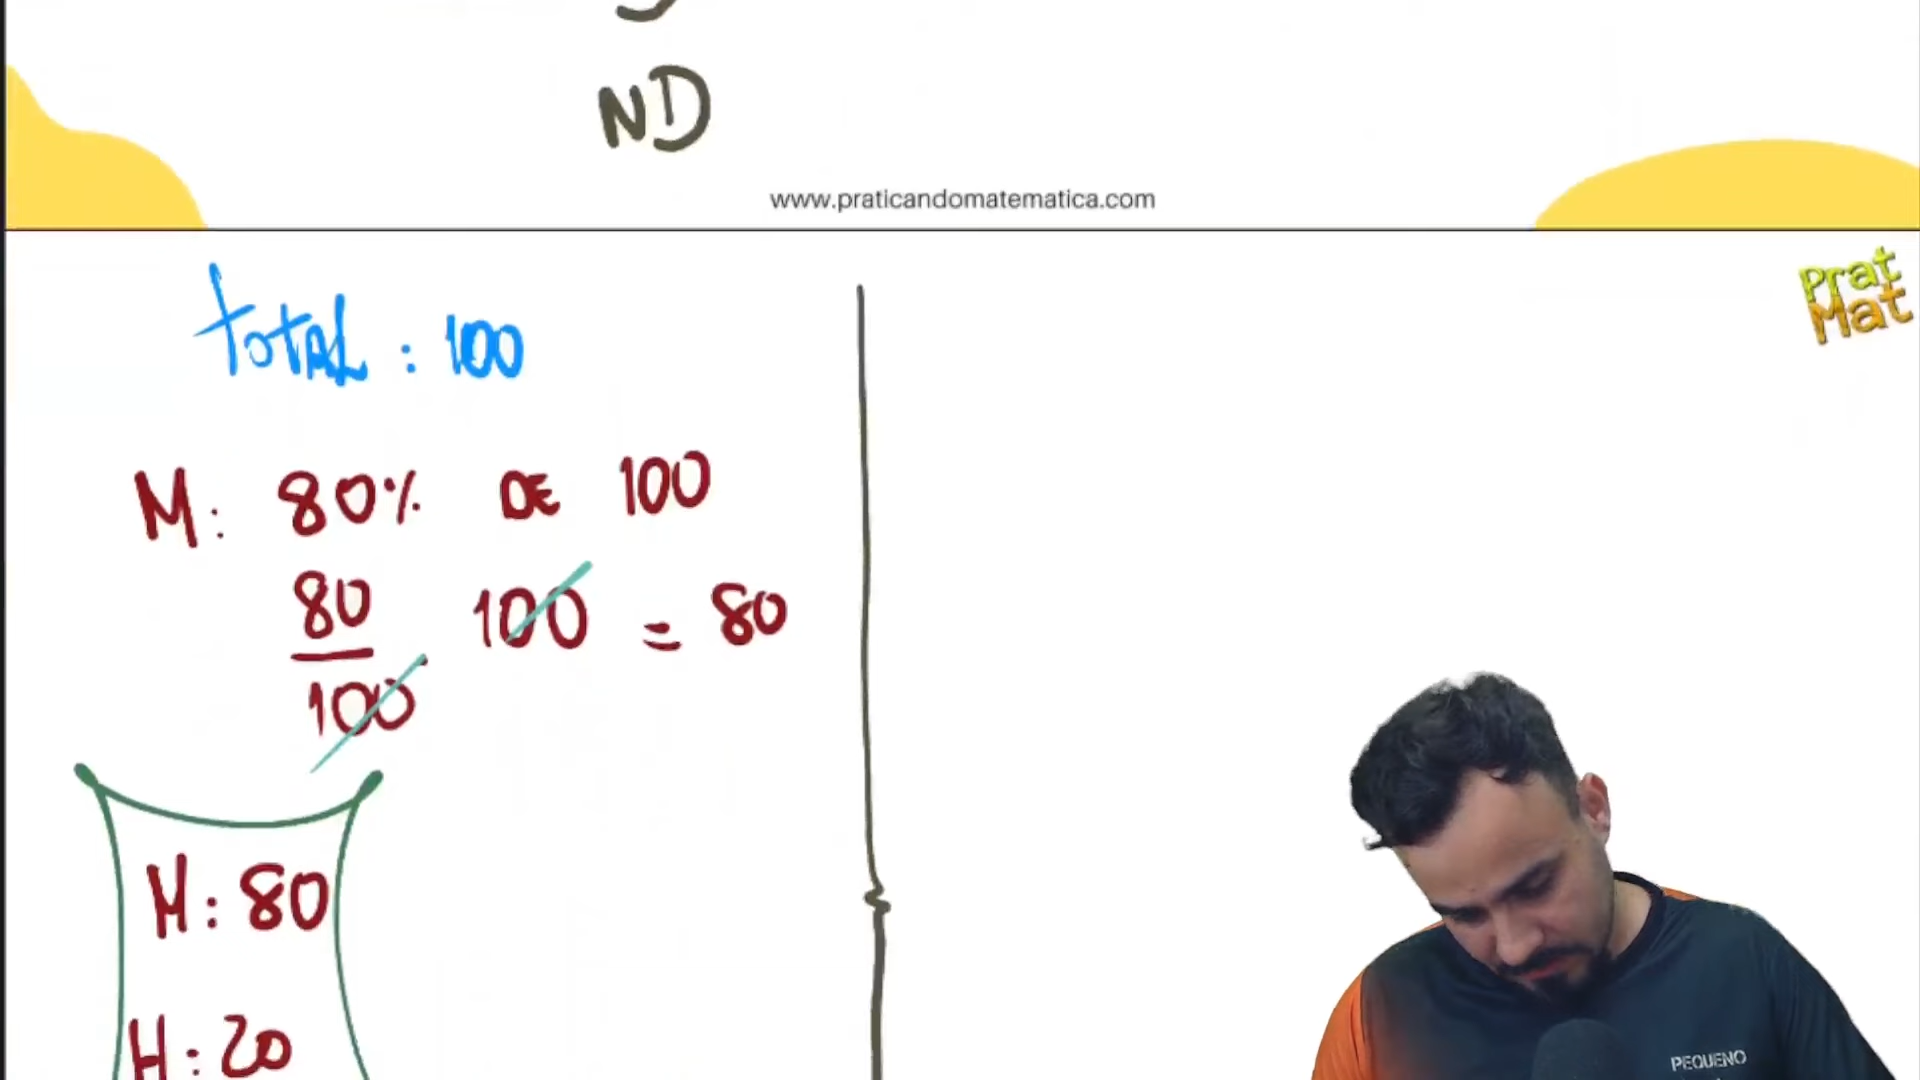 ND
www.praticandomatematica.com
Prat
Mat
TOTAL : 100
M: 80% DE 100
80
100 . 100 = 80
M: 80
H: 20
PEQUENO